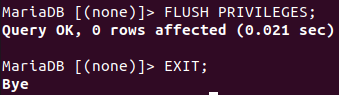 MariaDB [(none)]> FLUSH PRIVILEGES;
Query OK, 0 rows affected (0.021 sec)
MariaDB [(none)]> EXIT;
Bye